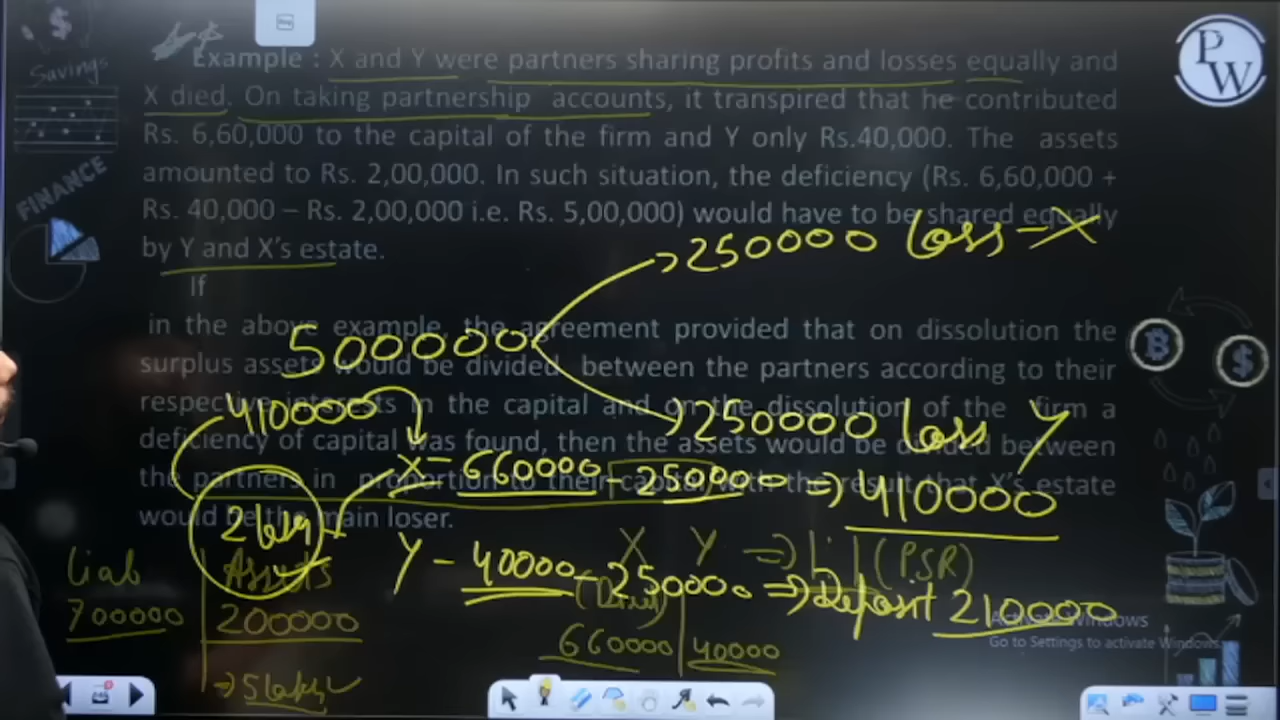 Savings
FINANCE
PW
Example : X and Y were partners sharing profits and losses equally and
X died. On taking partnership accounts, it transpired that he contributed
Rs. 6,60,000 to the capital of the firm and Y only Rs.40,000. The assets
amounted to Rs. 2,00,000. In such situation, the deficiency (Rs. 6,60,000 +
Rs. 40,000 – Rs. 2,00,000 i.e. Rs. 5,00,000) would have to be shared equally
by Y and X's estate.
→ 250000 loss - X
If
in the above example, the agreement provided that on dissolution the
500000
surplus assets would be divided between the partners according to their
respective interests in the capital and on the dissolution of the firm a
410000
→ 250000 loss Y
deficiency of capital was found, then the assets would be divided between
X - 660000 - 250000 ⇒ 410000
the partners in proportion to their capital with the result that X's estate
would be the main loser.
X Y ⇒ 1:1 (PSR)
Y - 40000 - 250000 ⇒ Deposit 210000
Liab Assets
700000 200000
660000 40000
→ 5 lakh
Activate Windows
Go to Settings to activate Windows.